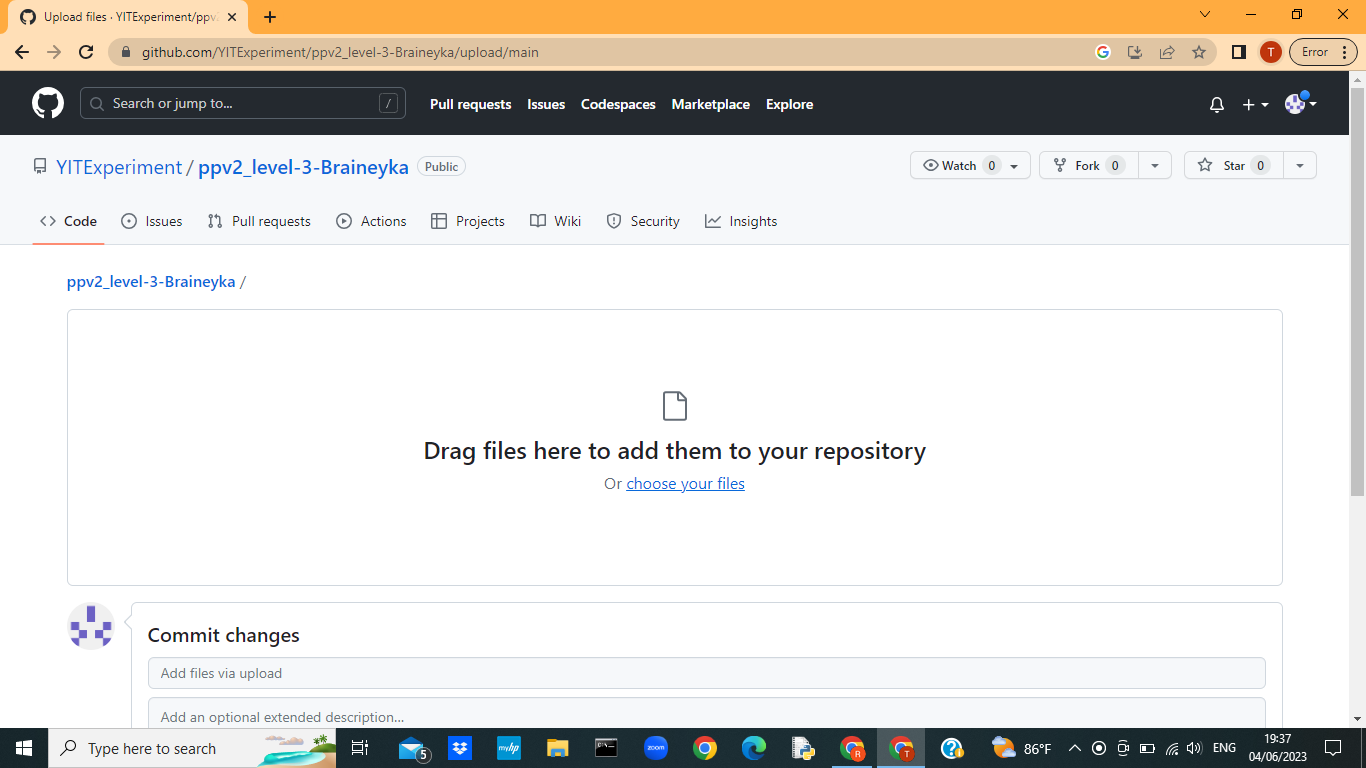 Upload files · YITExperiment/ppv2
github.com/YITExperiment/ppv2_level-3-Braineyka/upload/main
T
Error
Search or jump to...
/
Pull requests
Issues
Codespaces
Marketplace
Explore
YITExperiment / ppv2_level-3-Braineyka
Public
Watch 0
Fork 0
Star 0
Code
Issues
Pull requests
Actions
Projects
Wiki
Security
Insights
ppv2_level-3-Braineyka /
Drag files here to add them to your repository
Or choose your files
Commit changes
Add files via upload
Add an optional extended description...
Type here to search
5
myhp
zoom
R
T
86°F
ENG
19:37
04/06/2023